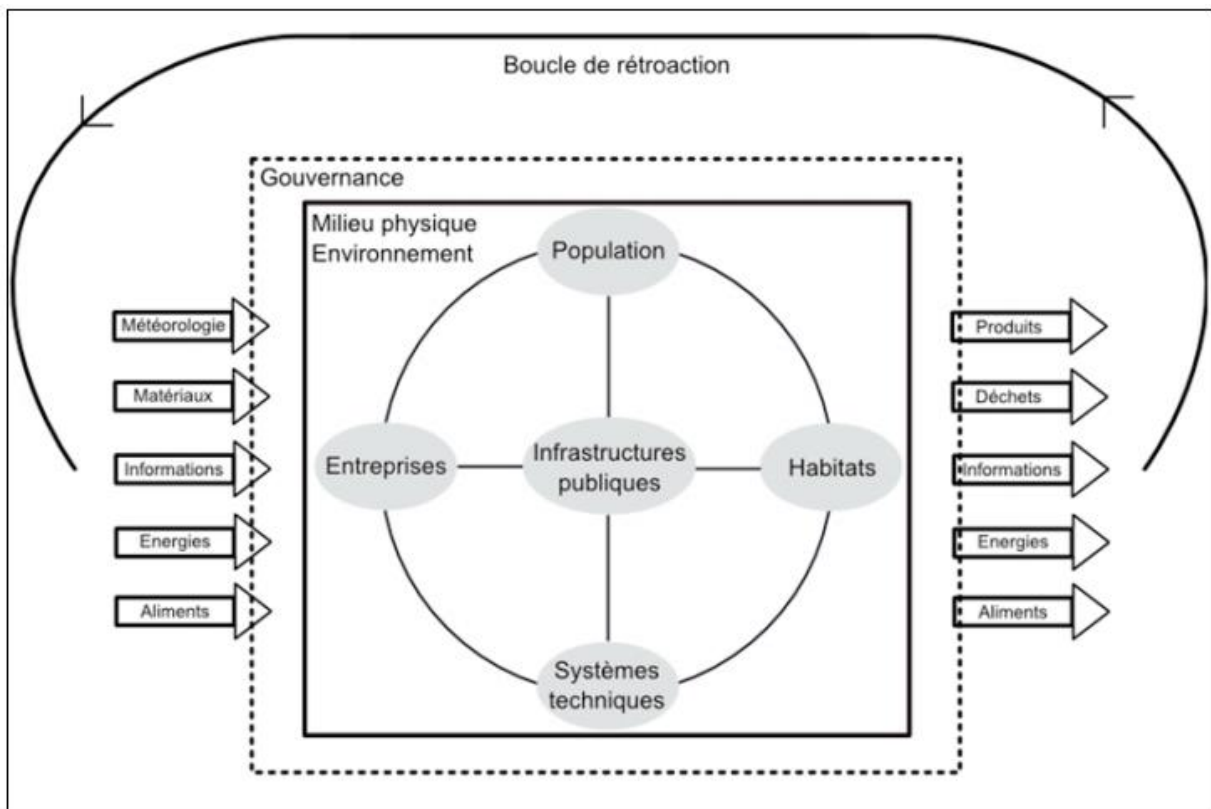 Boucle de rétroaction
Gouvernance
Milieu physique
Environnement
Population
Météorologie
Matériaux
Informations
Energies
Aliments
Entreprises
Infrastructures
publiques
Habitats
Systèmes
techniques
Produits
Déchets
Informations
Energies
Aliments